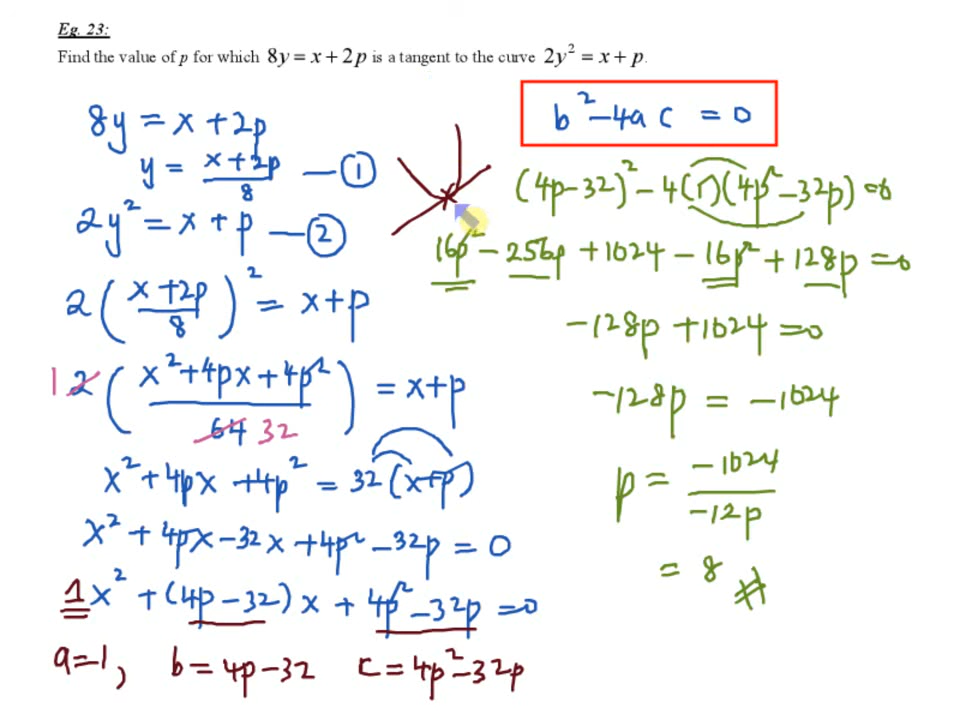 Eg. 23:
Find the value of p for which 8y = x + 2p is a tangent to the curve 2y² = x + p.
8y = x + 2p
y = (x + 2p)/8 — ①
2y² = x + p — ②
2((x + 2p)/8)² = x + p
1 2((x² + 4px + 4p²)/64 32) = x + p
x² + 4px + 4p² = 32(x + p)
x² + 4px − 32x + 4p² − 32p = 0
1x² + (4p − 32)x + 4p² − 32p = 0
a = 1, b = 4p − 32 c = 4p² − 32p
b² − 4ac = 0
(4p − 32)² − 4(1)(4p² − 32p) = 0
16p² − 256p + 1024 − 16p² + 128p = 0
−128p + 1024 = 0
−128p = −1024
p = −1024/−12p
= 8 #